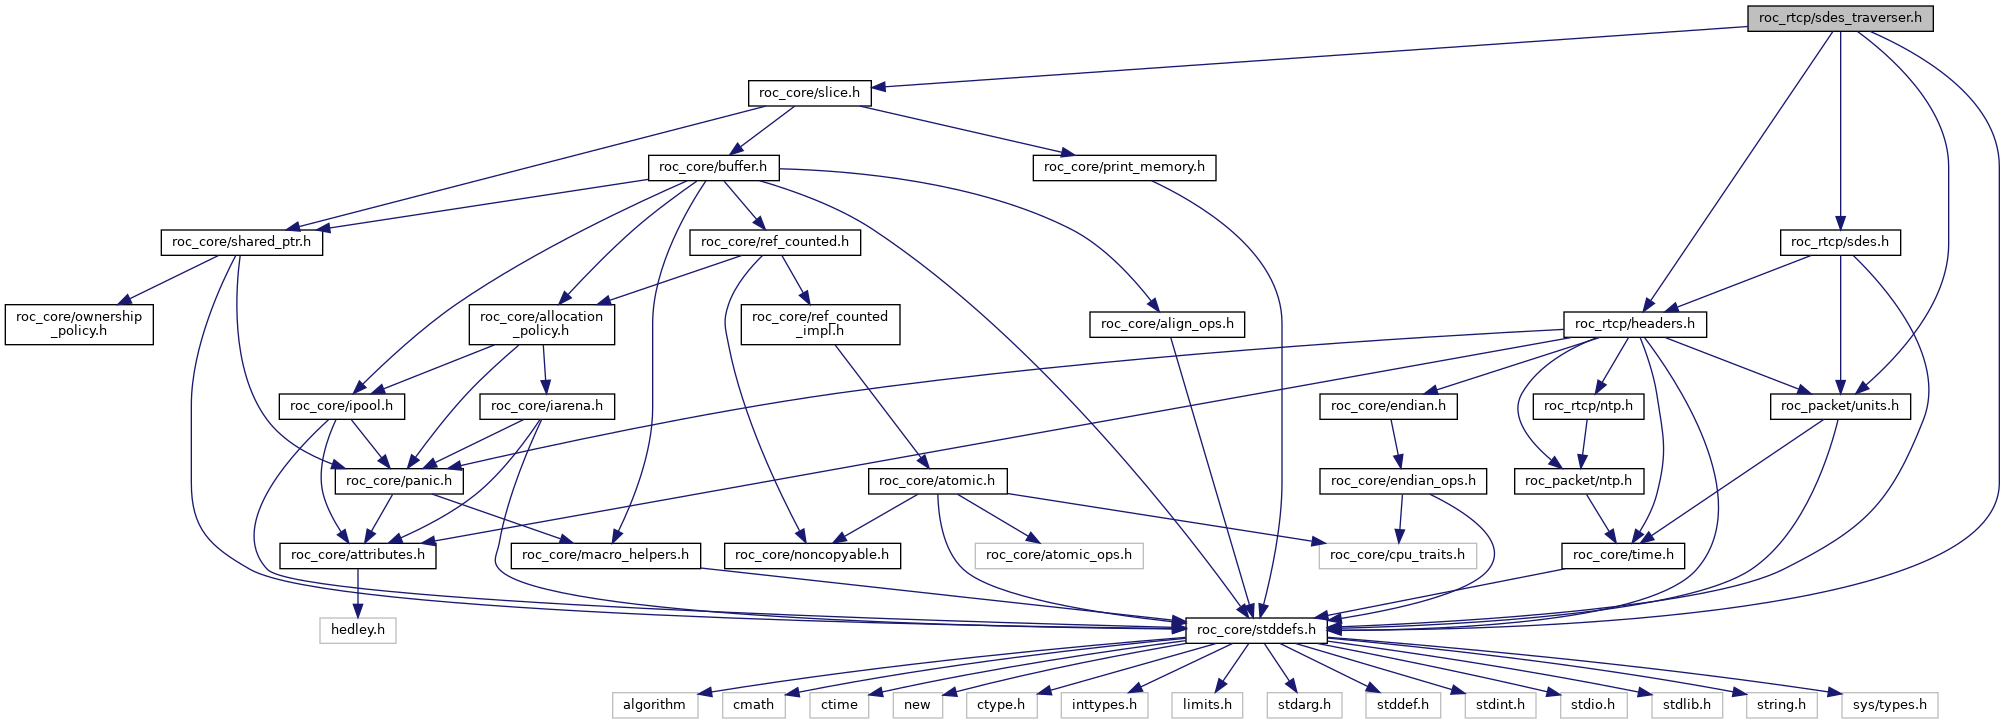 roc_rtcp/sdes_traverser.h
roc_core/slice.h
roc_core/buffer.h
roc_core/print_memory.h
roc_core/shared_ptr.h
roc_core/ref_counted.h
roc_rtcp/sdes.h
roc_core/ownership
_policy.h
roc_core/allocation
_policy.h
roc_core/ref_counted
_impl.h
roc_core/align_ops.h
roc_rtcp/headers.h
roc_core/ipool.h
roc_core/iarena.h
roc_core/endian.h
roc_rtcp/ntp.h
roc_packet/units.h
roc_core/panic.h
roc_core/atomic.h
roc_core/endian_ops.h
roc_packet/ntp.h
roc_core/attributes.h
roc_core/macro_helpers.h
roc_core/noncopyable.h
roc_core/atomic_ops.h
roc_core/cpu_traits.h
roc_core/time.h
hedley.h
roc_core/stddefs.h
algorithm
cmath
ctime
new
ctype.h
inttypes.h
limits.h
stdarg.h
stddef.h
stdint.h
stdio.h
stdlib.h
string.h
sys/types.h